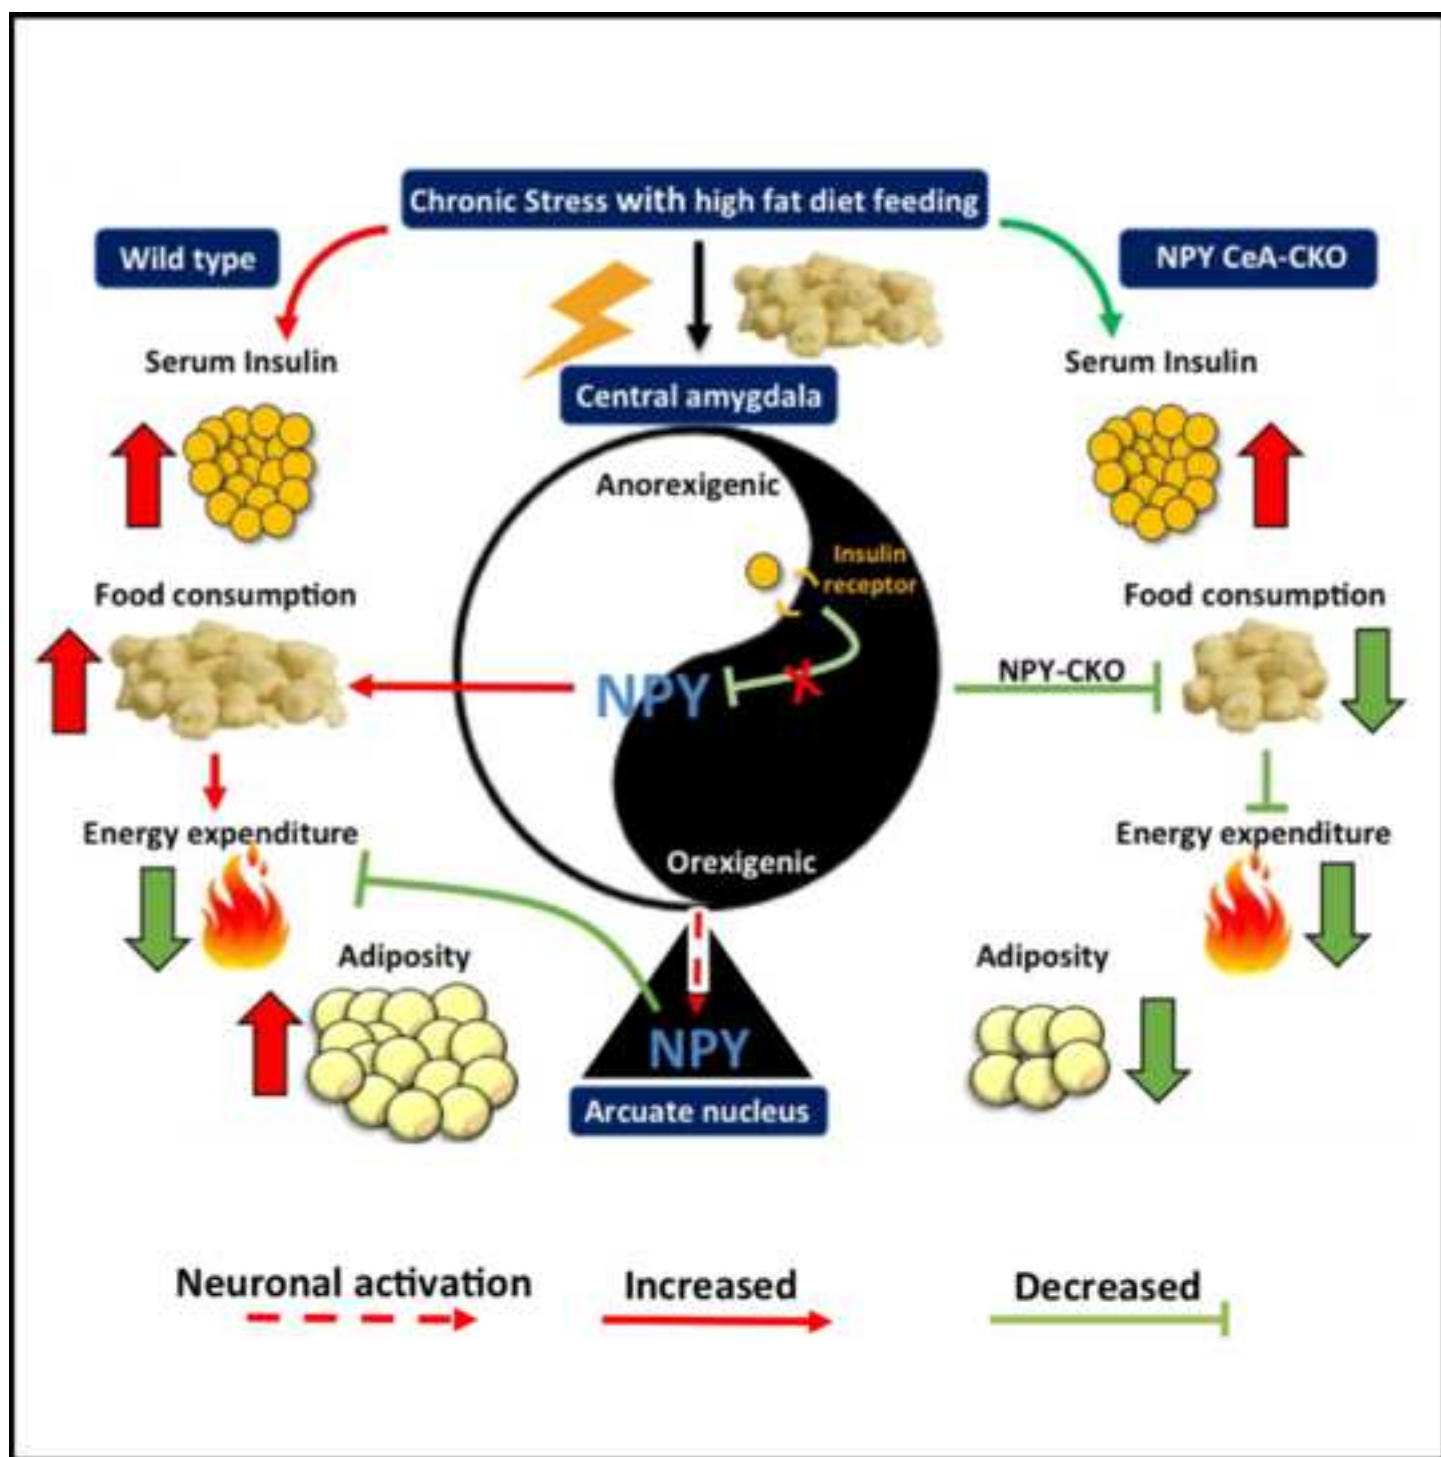 Chronic Stress with high fat diet feeding
Wild type
NPY CeA-CKO
Serum Insulin
Serum Insulin
Central amygdala
Anorexigenic
Insulin
receptor
Food consumption
Food consumption
NPY-CKO
NPY
Energy expenditure
Energy expenditure
Orexigenic
Adiposity
Adiposity
NPY
Arcuate nucleus
Neuronal activation
Increased
Decreased